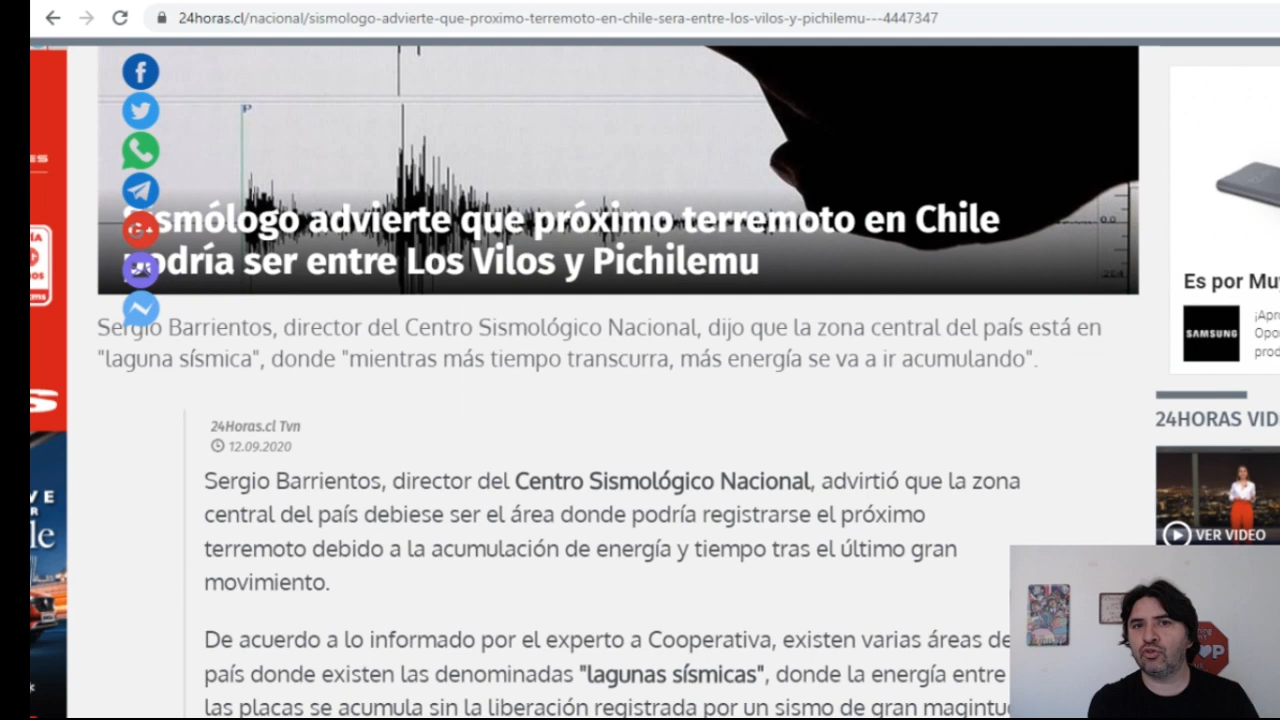 24horas.cl/nacional/sismologo-advierte-que-proximo-terremoto-en-chile-sera-entre-los-vilos-y-pichilemu---4447347
P
0.0
Sismólogo advierte que próximo terremoto en Chile
podría ser entre Los Vilos y Pichilemu
Sergio Barrientos, director del Centro Sismológico Nacional, dijo que la zona central del país está en
"laguna sísmica", donde "mientras más tiempo transcurra, más energía se va a ir acumulando".
24Horas.cl Tvn
12.09.2020
Sergio Barrientos, director del Centro Sismológico Nacional, advirtió que la zona
central del país debiese ser el área donde podría registrarse el próximo
terremoto debido a la acumulación de energía y tiempo tras el último gran
movimiento.
De acuerdo a lo informado por el experto a Cooperativa, existen varias áreas de
país donde existen las denominadas "lagunas sísmicas", donde la energía entre
las placas se acumula sin la liberación registrada por un sismo de gran magnitu
Es por Mu
SAMSUNG
¡Apr
Opo
prod
24HORAS VID
VER VIDEO